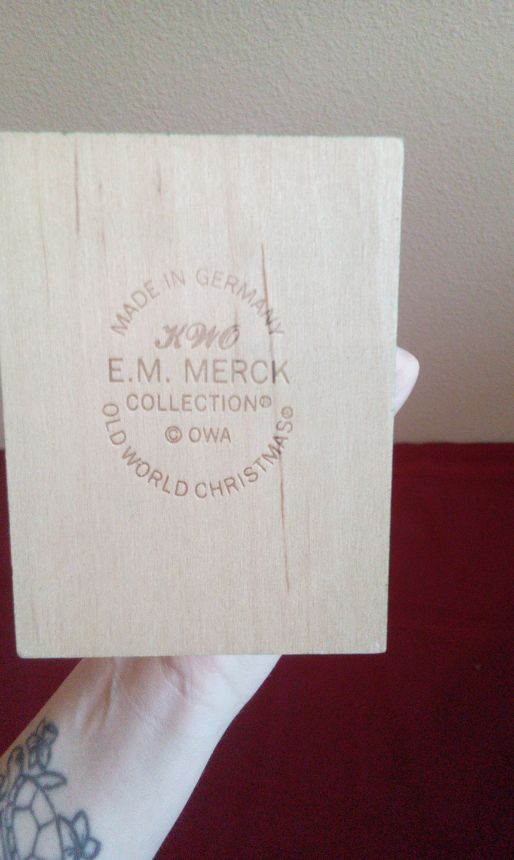 MADE IN GERMANY
KWO
E.M. MERCK
COLLECTION®
© OWA
OLD WORLD CHRISTMAS®